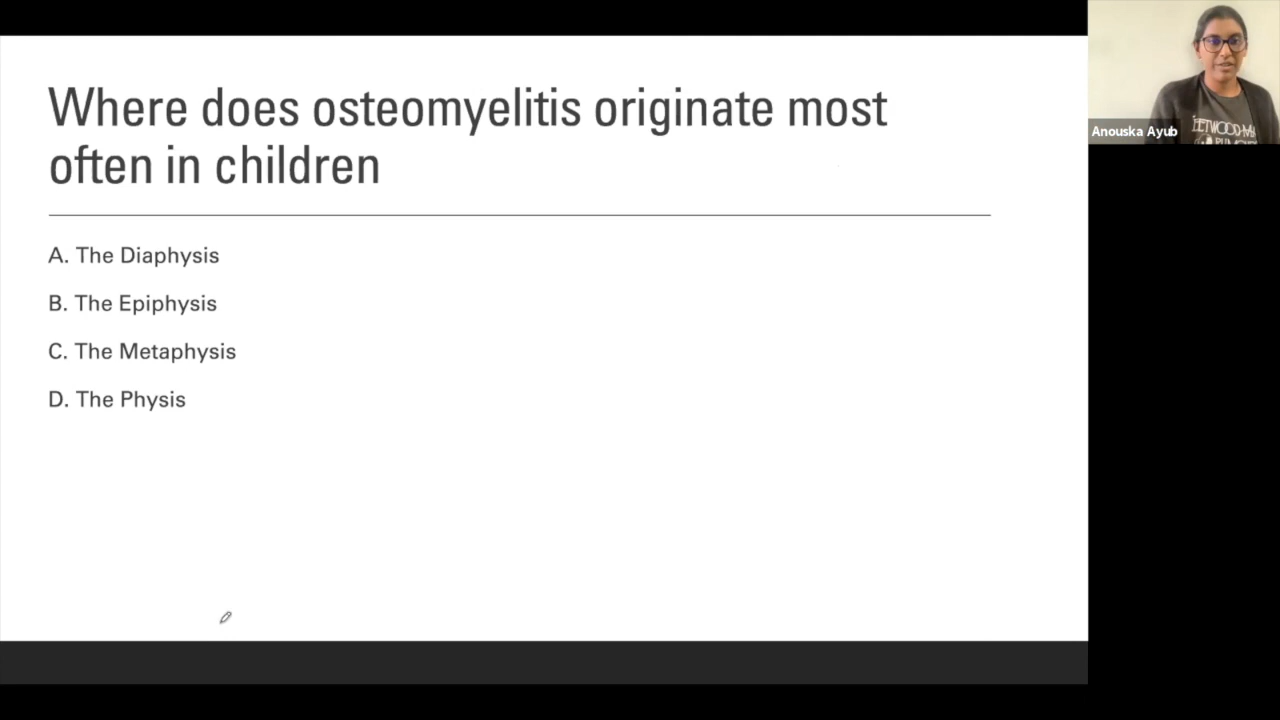 Where does osteomyelitis originate most
often in children
A. The Diaphysis
B. The Epiphysis
C. The Metaphysis
D. The Physis
Anouska Ayub